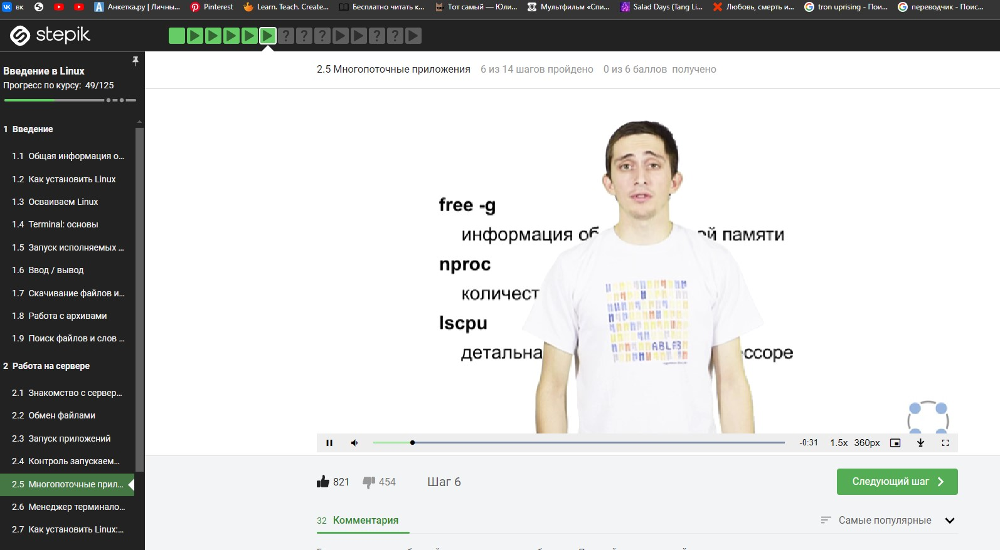 вк
Анкетка.ру | Личны...
Pinterest
Learn. Teach. Create...
Бесплатно читать к...
Тот самый — Юли...
Мультфильм «Спи...
Salad Days (Tang Li...
Любовь, смерть и...
tron uprising - Пои...
переводчик - Поис...
stepik
? ? ? ? ?
Введение в Linux
Прогресс по курсу: 49/125
1 Введение
1.1 Общая информация о...
1.2 Как установить Linux
1.3 Осваиваем Linux
1.4 Terminal: основы
1.5 Запуск исполняемых ...
1.6 Ввод / вывод
1.7 Скачивание файлов и...
1.8 Работа с архивами
1.9 Поиск файлов и слов ...
2 Работа на сервере
2.1 Знакомство с сервер...
2.2 Обмен файлами
2.3 Запуск приложений
2.4 Контроль запускаем...
2.5 Многопоточные прил...
2.6 Менеджер терминало...
2.7 Как установить Linux:...
2.5 Многопоточные приложения 6 из 14 шагов пройдено 0 из 6 баллов получено
free -g
информация об ой памяти
nproc
количест
lscpu
детальна ссоре
ABLAB
-0:31 1.5x 360px
821 454 Шаг 6 Следующий шаг
32 Комментария Самые популярные